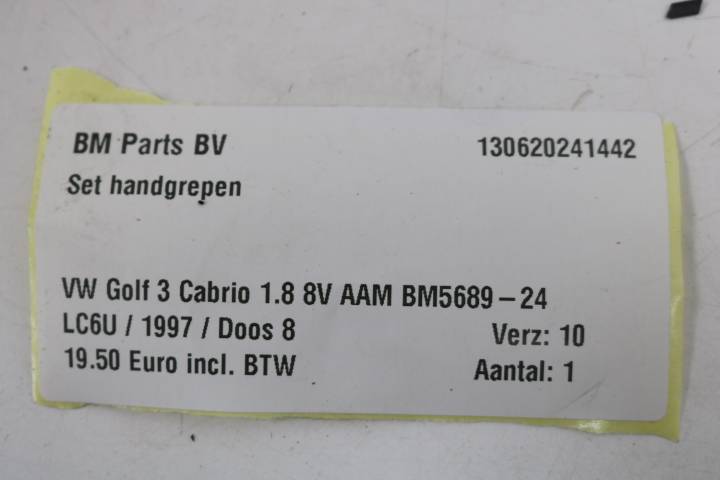 BM Parts BV 130620241442
Set handgrepen
VW Golf 3 Cabrio 1.8 8V AAM BM5689-24
LC6U / 1997 / Doos 8 Verz: 10
19.50 Euro incl. BTW Aantal: 1